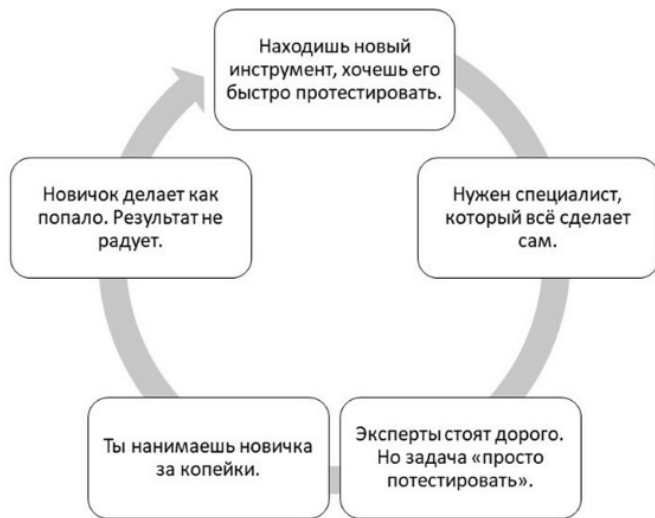 Находишь новый
инструмент, хочешь его
быстро протестировать.
Нужен специалист,
который всё сделает
сам.
Эксперты стоят дорого.
Но задача «просто
потестировать».
Ты нанимаешь новичка
за копейки.
Новичок делает как
попало. Результат не
радует.